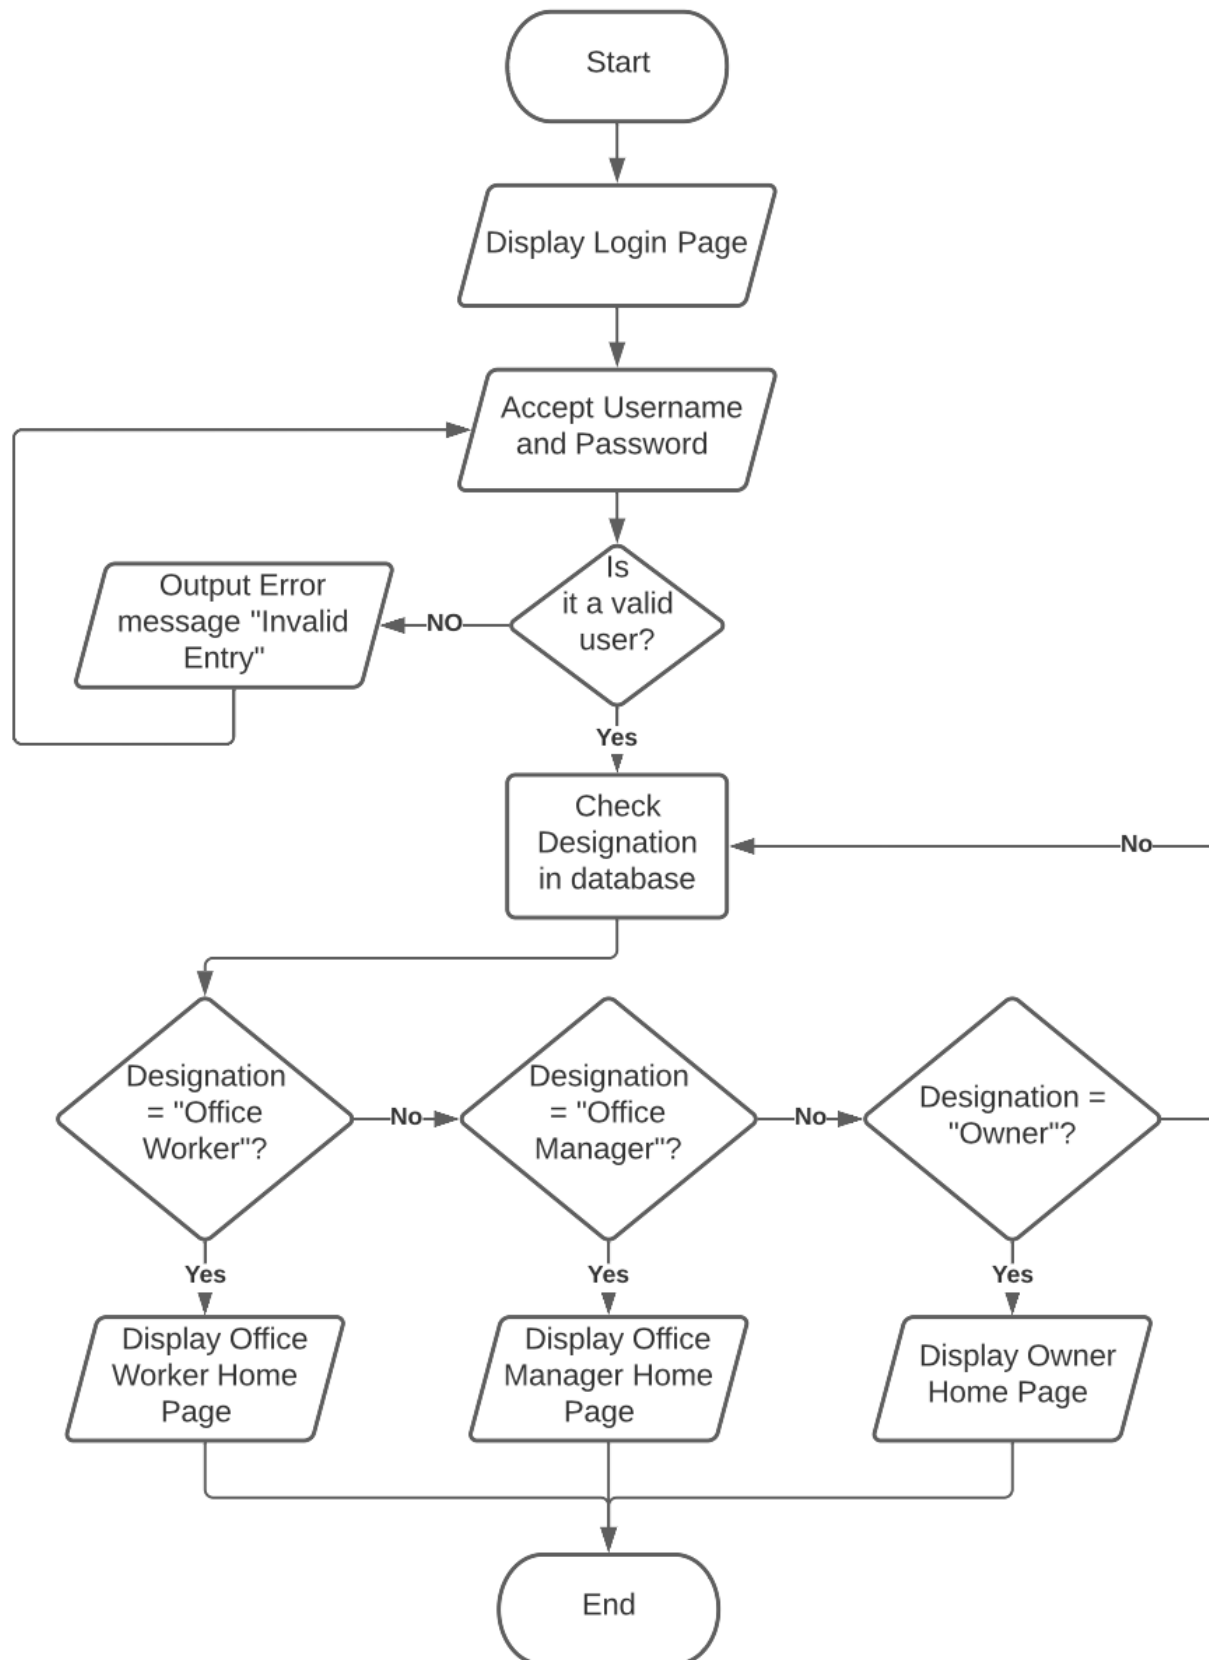 Start
Display Login Page
Accept Username
and Password
Is
it a valid
user?
NO
Output Error
message "Invalid
Entry"
Yes
Check
Designation
in database
No
Designation
= "Office
Worker"?
No
Designation
= "Office
Manager"?
No
Designation =
"Owner"?
Yes
Yes
Yes
Display Office
Worker Home
Page
Display Office
Manager Home
Page
Display Owner
Home Page
End